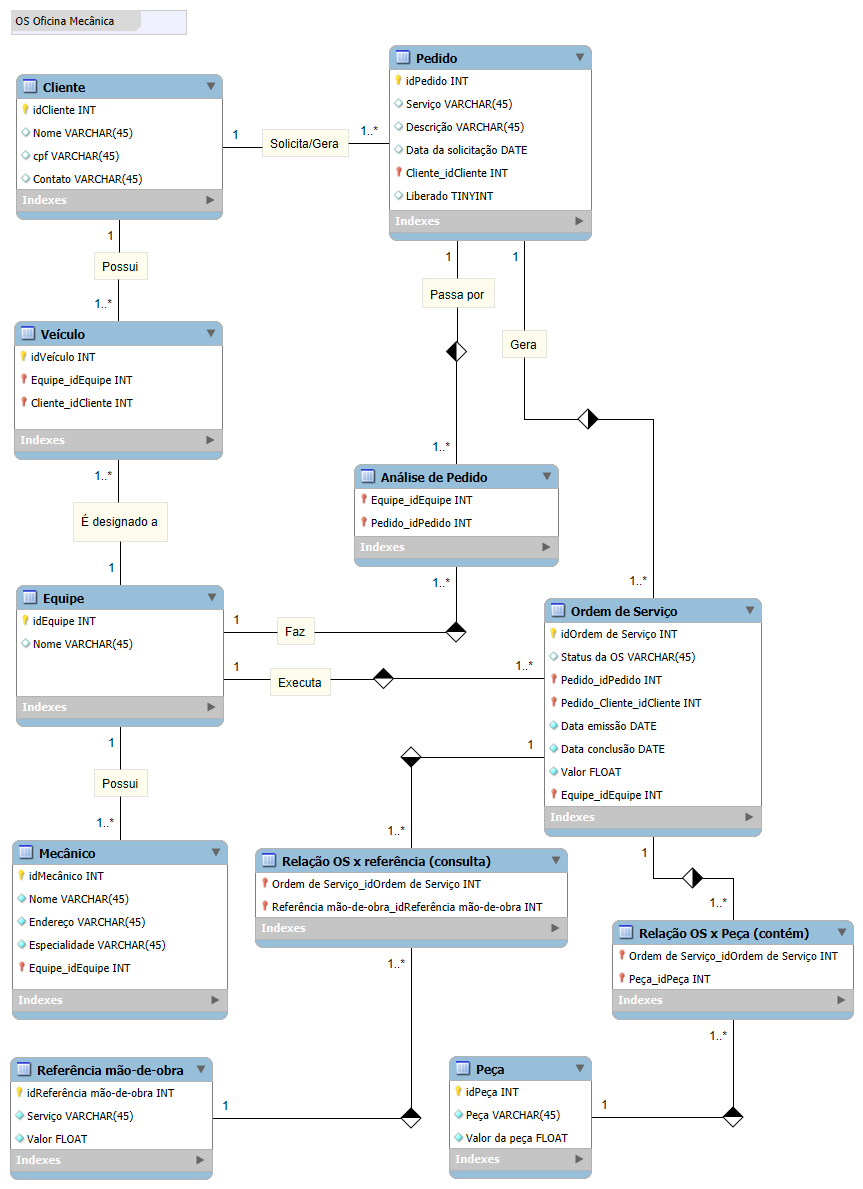 OS Oficina Mecânica
Cliente
idCliente INT
Nome VARCHAR(45)
cpf VARCHAR(45)
Contato VARCHAR(45)
Indexes
1
Solicita/Gera
1..*
Pedido
idPedido INT
Serviço VARCHAR(45)
Descrição VARCHAR(45)
Data da solicitação DATE
Cliente_idCliente INT
Liberado TINYINT
Indexes
1
Possui
1..*
1
Passa por
1..*
1
Gera
1..*
Veículo
idVeículo INT
Equipe_idEquipe INT
Cliente_idCliente INT
Indexes
1..*
É designado a
1
Análise de Pedido
Equipe_idEquipe INT
Pedido_idPedido INT
Indexes
1..*
Equipe
idEquipe INT
Nome VARCHAR(45)
Indexes
1
Faz
1
Executa
1..*
Ordem de Serviço
idOrdem de Serviço INT
Status da OS VARCHAR(45)
Pedido_idPedido INT
Pedido_Cliente_idCliente INT
Data emissão DATE
Data conclusão DATE
Valor FLOAT
Equipe_idEquipe INT
Indexes
1
Possui
1..*
1
1..*
1
1..*
Mecânico
idMecânico INT
Nome VARCHAR(45)
Endereço VARCHAR(45)
Especialidade VARCHAR(45)
Equipe_idEquipe INT
Indexes
Relação OS x referência (consulta)
Ordem de Serviço_idOrdem de Serviço INT
Referência mão-de-obra_idReferência mão-de-obra INT
Indexes
1..*
Relação OS x Peça (contém)
Ordem de Serviço_idOrdem de Serviço INT
Peça_idPeça INT
Indexes
1..*
Referência mão-de-obra
idReferência mão-de-obra INT
Serviço VARCHAR(45)
Valor FLOAT
Indexes
1
Peça
idPeça INT
Peça VARCHAR(45)
Valor da peça FLOAT
Indexes
1